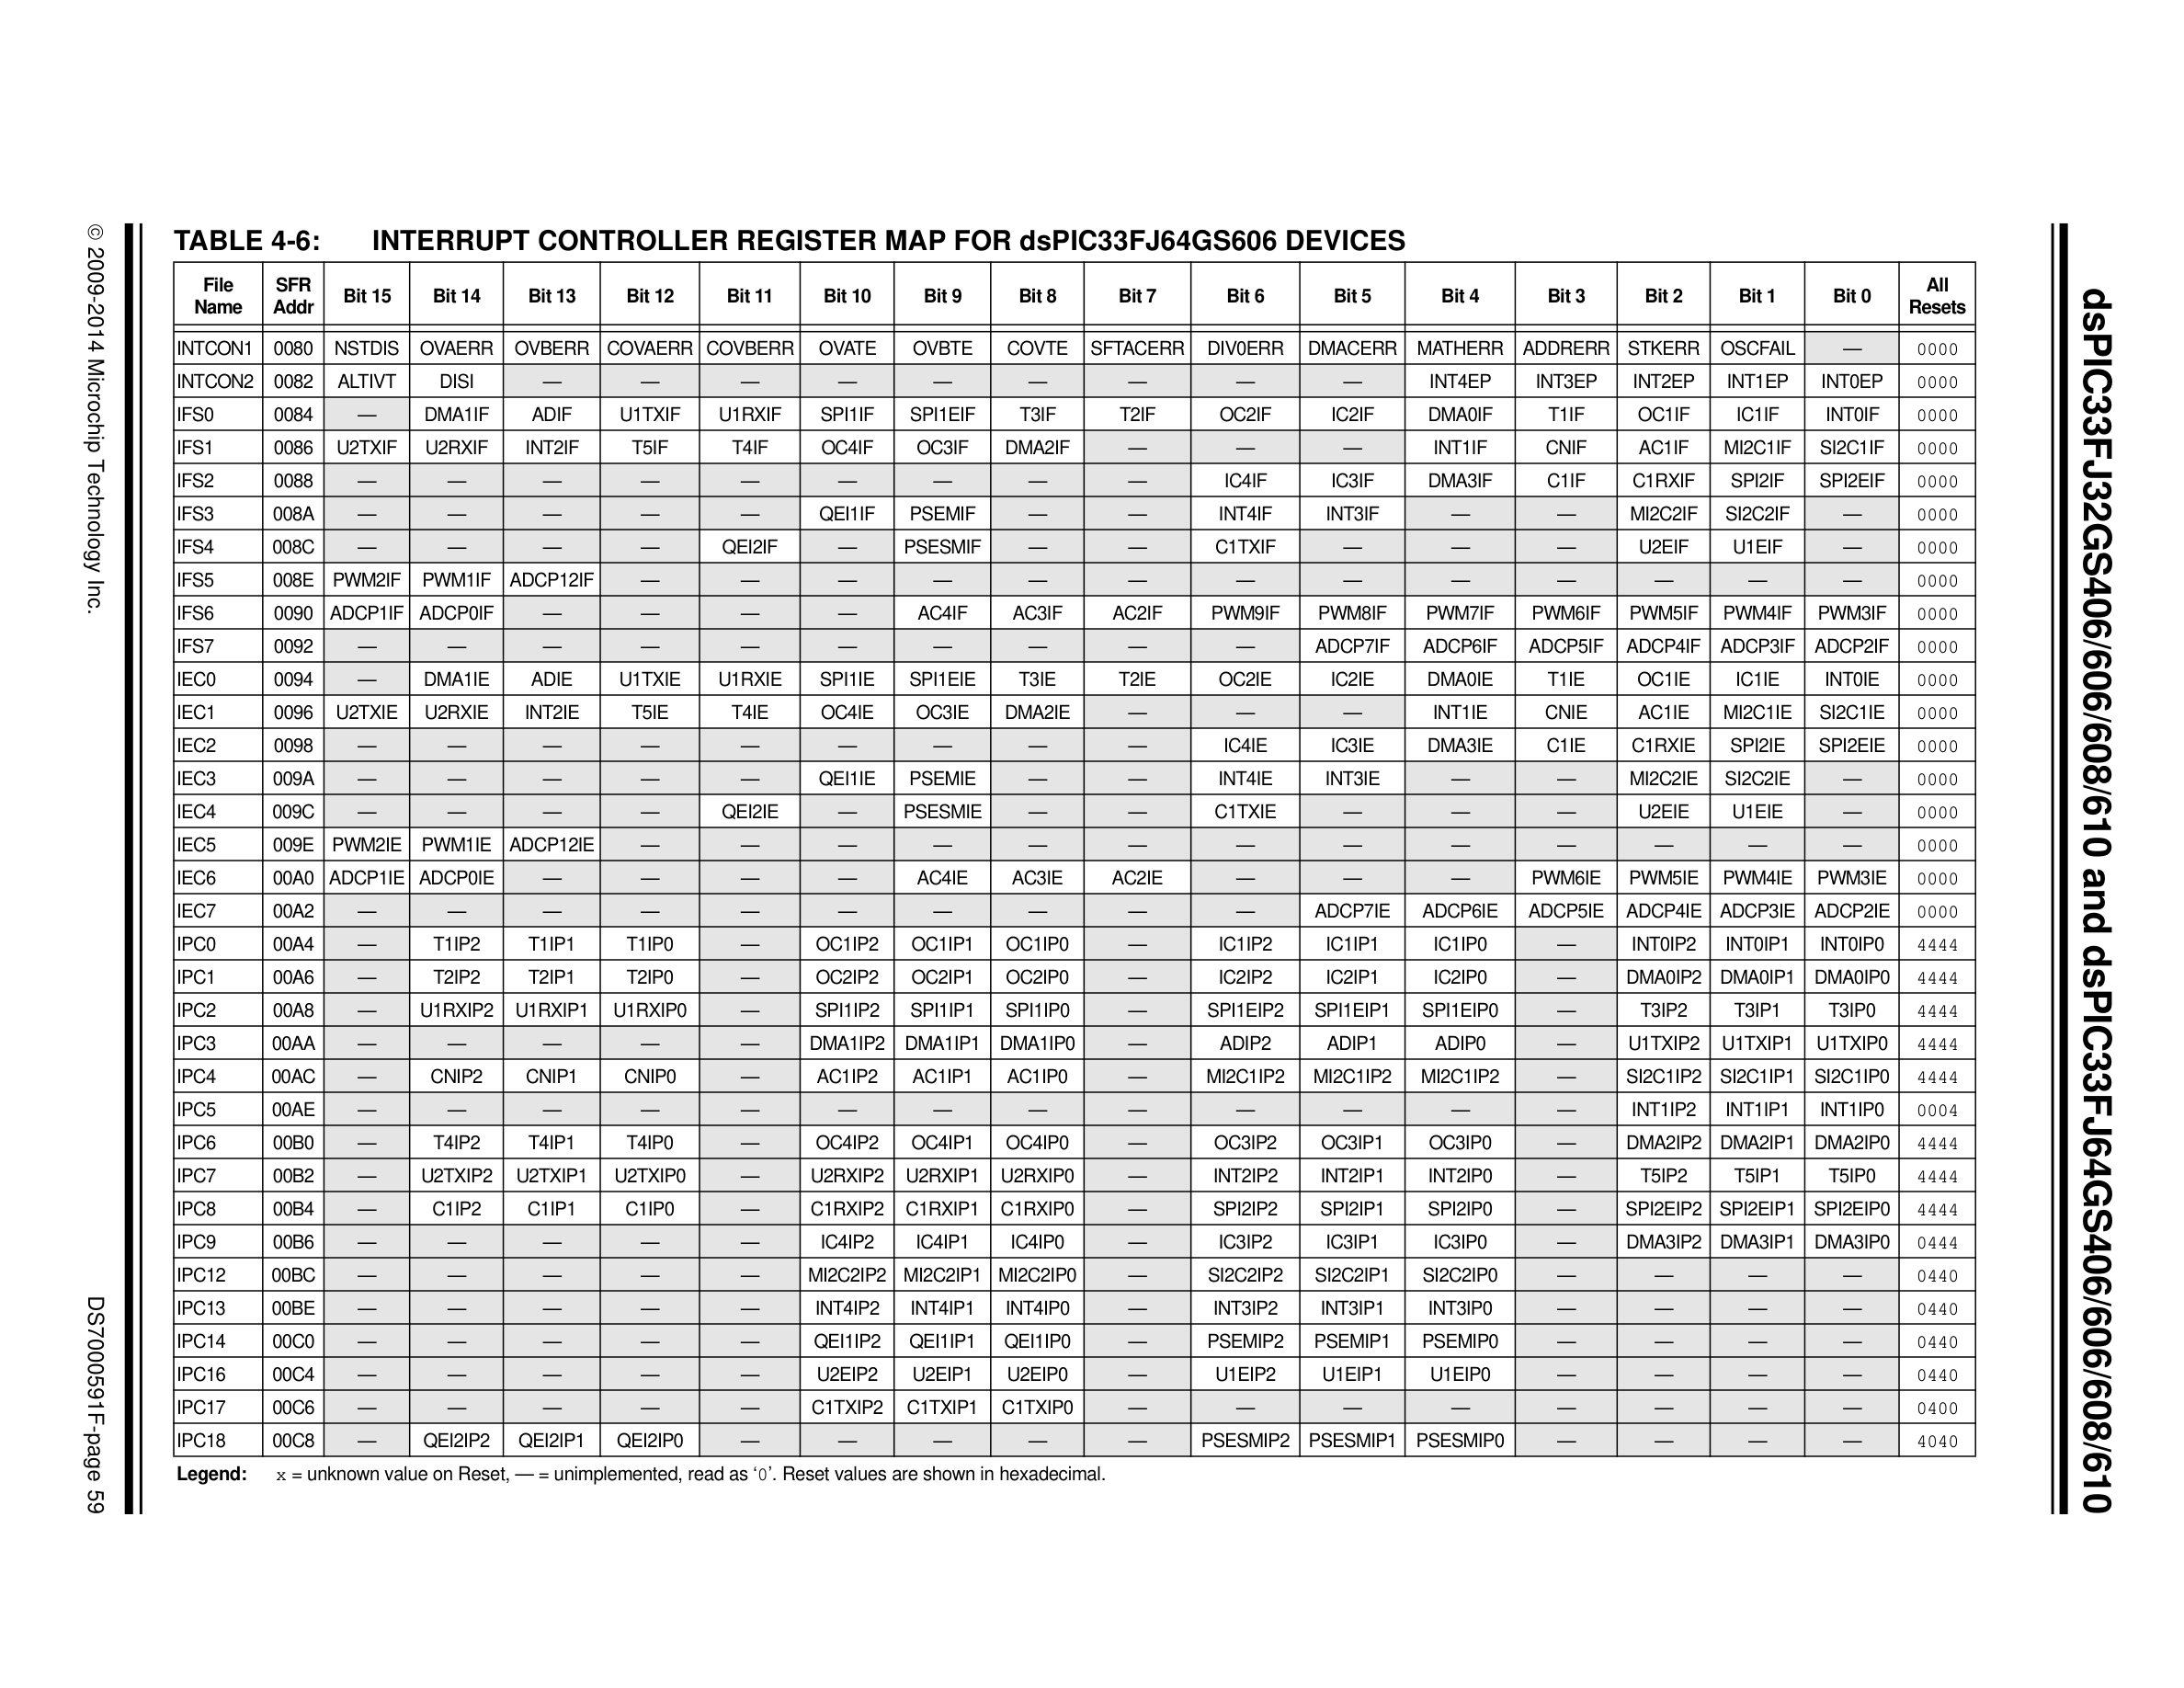 TABLE 4-6: INTERRUPT CONTROLLER REGISTER MAP FOR dsPIC33FJ64GS606 DEVICES
File Name SFR Addr Bit 15 Bit 14 Bit 13 Bit 12 Bit 11 Bit 10 Bit 9 Bit 8 Bit 7 Bit 6 Bit 5 Bit 4 Bit 3 Bit 2 Bit 1 Bit 0 All Resets
INTCON1 0080 NSTDIS OVAERR OVBERR COVAERR COVBERR OVATE OVBTE COVTE SFTACERR DIV0ERR DMACERR MATHERR ADDRERR STKERR OSCFAIL — 0000
INTCON2 0082 ALTIVT DISI — — — — — — — — — INT4EP INT3EP INT2EP INT1EP INT0EP 0000
IFS0 0084 — DMA1IF ADIF U1TXIF U1RXIF SPI1IF SPI1EIF T3IF T2IF OC2IF IC2IF DMA0IF T1IF OC1IF IC1IF INT0IF 0000
IFS1 0086 U2TXIF U2RXIF INT2IF T5IF T4IF OC4IF OC3IF DMA2IF — — — INT1IF CNIF AC1IF MI2C1IF SI2C1IF 0000
IFS2 0088 — — — — — — — — — IC4IF IC3IF DMA3IF C1IF C1RXIF SPI2IF SPI2EIF 0000
IFS3 008A — — — — — QEI1IF PSEMIF — — INT4IF INT3IF — — MI2C2IF SI2C2IF — 0000
IFS4 008C — — — — QEI2IF — PSESMIF — — C1TXIF — — — U2EIF U1EIF — 0000
IFS5 008E PWM2IF PWM1IF ADCP12IF — — — — — — — — — — — — — 0000
IFS6 0090 ADCP1IF ADCP0IF — — — — AC4IF AC3IF AC2IF PWM9IF PWM8IF PWM7IF PWM6IF PWM5IF PWM4IF PWM3IF 0000
IFS7 0092 — — — — — — — — — — ADCP7IF ADCP6IF ADCP5IF ADCP4IF ADCP3IF ADCP2IF 0000
IEC0 0094 — DMA1IE ADIE U1TXIE U1RXIE SPI1IE SPI1EIE T3IE T2IE OC2IE IC2IE DMA0IE T1IE OC1IE IC1IE INT0IE 0000
IEC1 0096 U2TXIE U2RXIE INT2IE T5IE T4IE OC4IE OC3IE DMA2IE — — — INT1IE CNIE AC1IE MI2C1IE SI2C1IE 0000
IEC2 0098 — — — — — — — — — IC4IE IC3IE DMA3IE C1IE C1RXIE SPI2IE SPI2EIE 0000
IEC3 009A — — — — — QEI1IE PSEMIE — — INT4IE INT3IE — — MI2C2IE SI2C2IE — 0000
IEC4 009C — — — — QEI2IE — PSESMIE — — C1TXIE — — — U2EIE U1EIE — 0000
IEC5 009E PWM2IE PWM1IE ADCP12IE — — — — — — — — — — — — — 0000
IEC6 00A0 ADCP1IE ADCP0IE — — — — AC4IE AC3IE AC2IE — — — PWM6IE PWM5IE PWM4IE PWM3IE 0000
IEC7 00A2 — — — — — — — — — — ADCP7IE ADCP6IE ADCP5IE ADCP4IE ADCP3IE ADCP2IE 0000
IPC0 00A4 — T1IP2 T1IP1 T1IP0 — OC1IP2 OC1IP1 OC1IP0 — IC1IP2 IC1IP1 IC1IP0 — INT0IP2 INT0IP1 INT0IP0 4444
IPC1 00A6 — T2IP2 T2IP1 T2IP0 — OC2IP2 OC2IP1 OC2IP0 — IC2IP2 IC2IP1 IC2IP0 — DMA0IP2 DMA0IP1 DMA0IP0 4444
IPC2 00A8 — U1RXIP2 U1RXIP1 U1RXIP0 — SPI1IP2 SPI1IP1 SPI1IP0 — SPI1EIP2 SPI1EIP1 SPI1EIP0 — T3IP2 T3IP1 T3IP0 4444
IPC3 00AA — — — — — DMA1IP2 DMA1IP1 DMA1IP0 — ADIP2 ADIP1 ADIP0 — U1TXIP2 U1TXIP1 U1TXIP0 4444
IPC4 00AC — CNIP2 CNIP1 CNIP0 — AC1IP2 AC1IP1 AC1IP0 — MI2C1IP2 MI2C1IP2 MI2C1IP2 — SI2C1IP2 SI2C1IP1 SI2C1IP0 4444
IPC5 00AE — — — — — — — — — — — — — INT1IP2 INT1IP1 INT1IP0 0004
IPC6 00B0 — T4IP2 T4IP1 T4IP0 — OC4IP2 OC4IP1 OC4IP0 — OC3IP2 OC3IP1 OC3IP0 — DMA2IP2 DMA2IP1 DMA2IP0 4444
IPC7 00B2 — U2TXIP2 U2TXIP1 U2TXIP0 — U2RXIP2 U2RXIP1 U2RXIP0 — INT2IP2 INT2IP1 INT2IP0 — T5IP2 T5IP1 T5IP0 4444
IPC8 00B4 — C1IP2 C1IP1 C1IP0 — C1RXIP2 C1RXIP1 C1RXIP0 — SPI2IP2 SPI2IP1 SPI2IP0 — SPI2EIP2 SPI2EIP1 SPI2EIP0 4444
IPC9 00B6 — — — — — IC4IP2 IC4IP1 IC4IP0 — IC3IP2 IC3IP1 IC3IP0 — DMA3IP2 DMA3IP1 DMA3IP0 0444
IPC12 00BC — — — — — MI2C2IP2 MI2C2IP1 MI2C2IP0 — SI2C2IP2 SI2C2IP1 SI2C2IP0 — — — — 0440
IPC13 00BE — — — — — INT4IP2 INT4IP1 INT4IP0 — INT3IP2 INT3IP1 INT3IP0 — — — — 0440
IPC14 00C0 — — — — — QEI1IP2 QEI1IP1 QEI1IP0 — PSEMIP2 PSEMIP1 PSEMIP0 — — — — 0440
IPC16 00C4 — — — — — U2EIP2 U2EIP1 U2EIP0 — U1EIP2 U1EIP1 U1EIP0 — — — — 0440
IPC17 00C6 — — — — — C1TXIP2 C1TXIP1 C1TXIP0 — — — — — — — — 0400
IPC18 00C8 — QEI2IP2 QEI2IP1 QEI2IP0 — — — — — PSESMIP2 PSESMIP1 PSESMIP0 — — — — 4040
Legend: x = unknown value on Reset, — = unimplemented, read as ‘0’. Reset values are shown in hexadecimal.
© 2009-2014 Microchip Technology Inc.
DS70000591F-page 59
dsPIC33FJ32GS406/606/608/610 and dsPIC33FJ64GS406/606/608/610